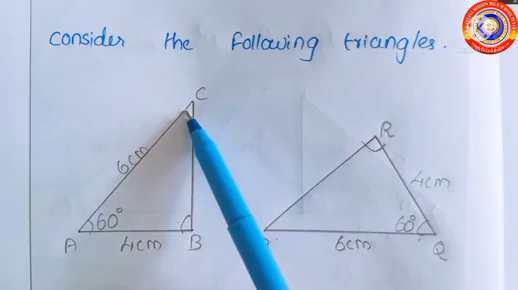 consider the following triangles.
C
R
6cm
4cm
60°
60°
A
4cm
B
6cm
Q